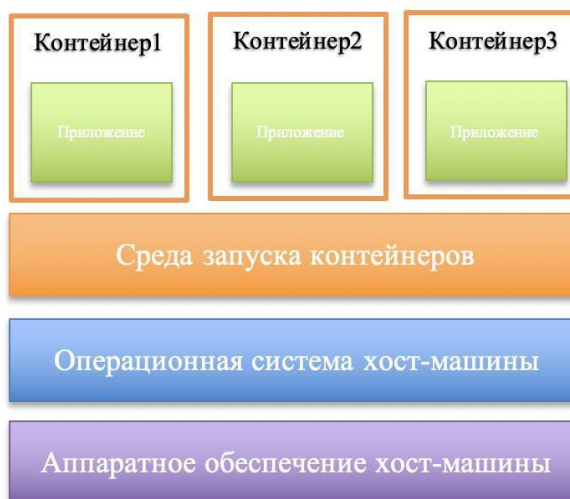 Контейнер1
Контейнер2
Контейнер3
Приложение
Приложение
Приложение
Среда запуска контейнеров
Операционная система хост-машины
Аппаратное обеспечение хост-машины